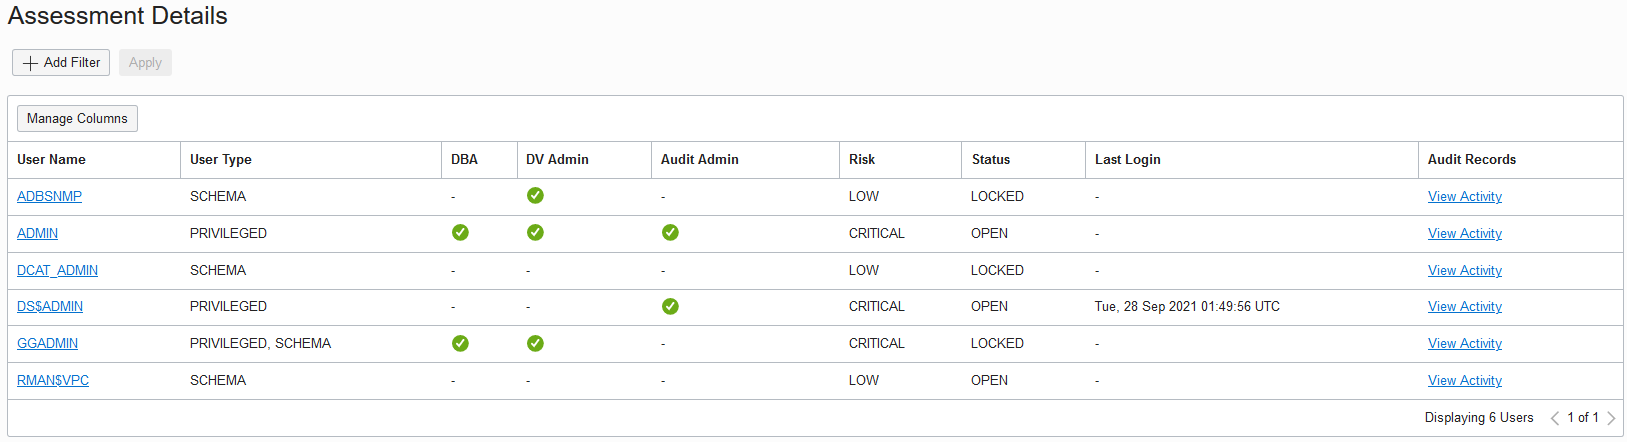 Assessment Details
+ Add Filter Apply
Manage Columns
User Name User Type DBA DV Admin Audit Admin Risk Status Last Login Audit Records
ADBSNMP SCHEMA - ✓ - LOW LOCKED - View Activity
ADMIN PRIVILEGED ✓ ✓ ✓ CRITICAL OPEN - View Activity
DCAT_ADMIN SCHEMA - - - LOW LOCKED - View Activity
DS$ADMIN PRIVILEGED - - ✓ CRITICAL OPEN Tue, 28 Sep 2021 01:49:56 UTC View Activity
GGADMIN PRIVILEGED, SCHEMA ✓ ✓ - CRITICAL LOCKED - View Activity
RMAN$VPC SCHEMA - - - LOW OPEN - View Activity
Displaying 6 Users < 1 of 1 >